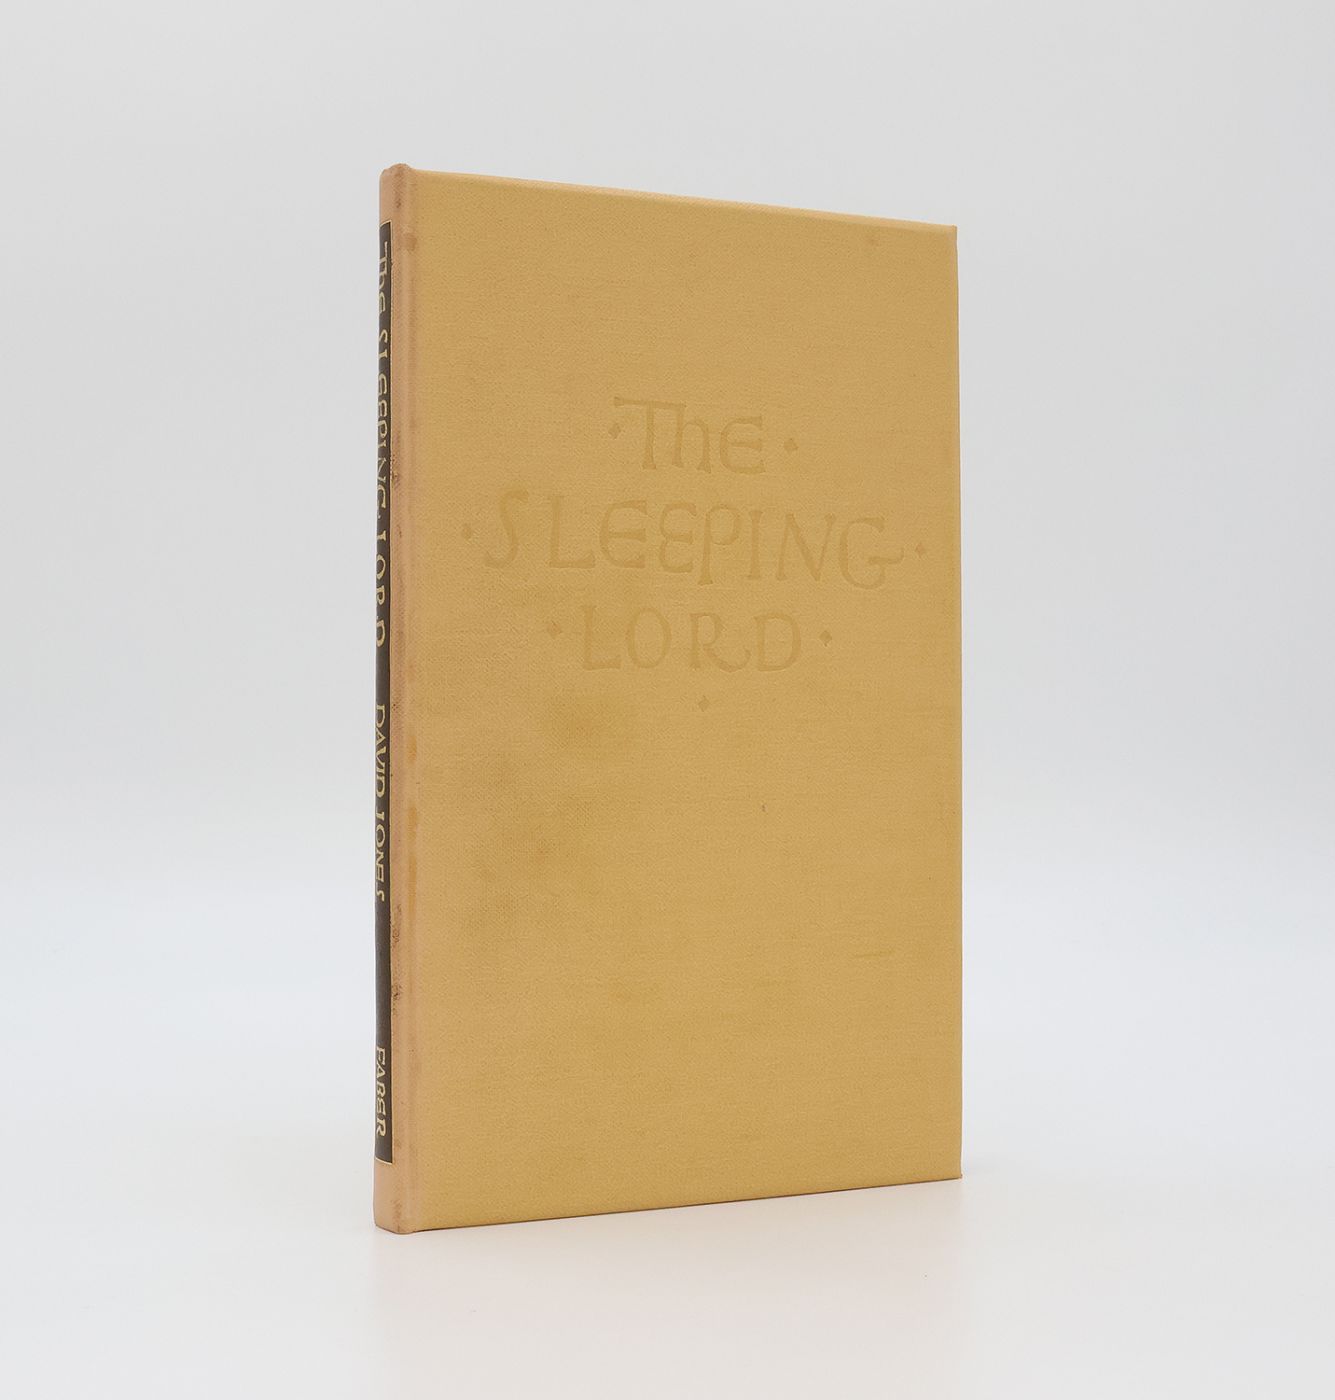 ·The·
·SLEEPING·
·LORD·
The SLEEPING LORD DAVID JONES FABER